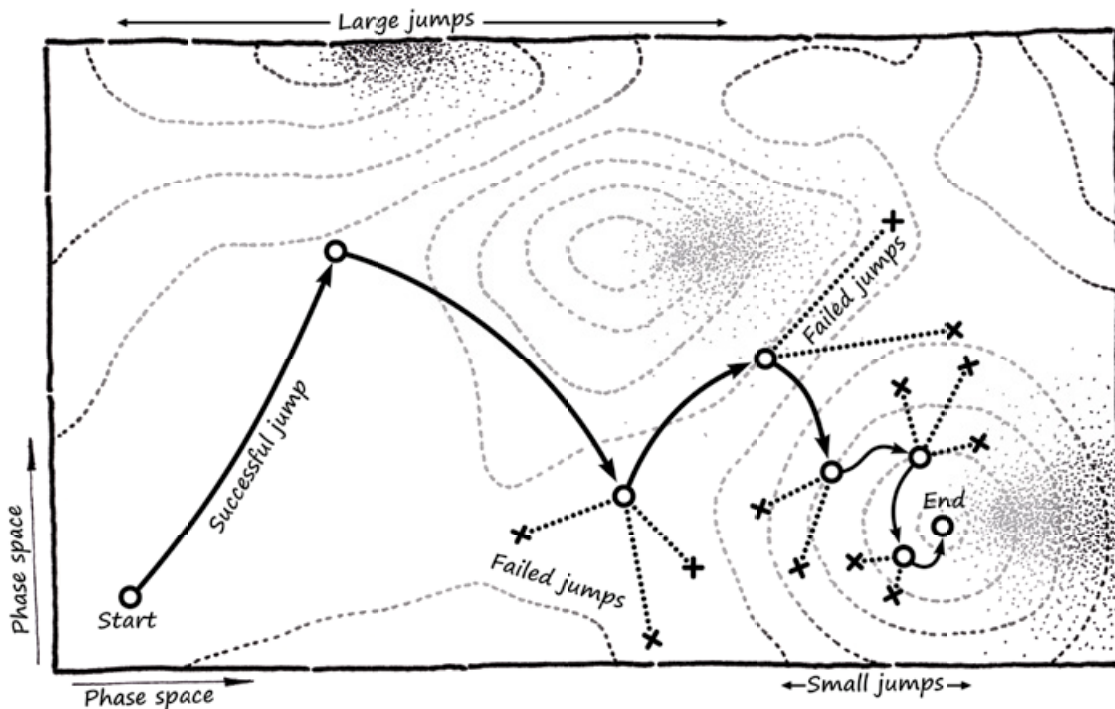 Large jumps
Failed jumps
Successful jump
End
Failed jumps
Start
Phase space
Phase space
Small jumps